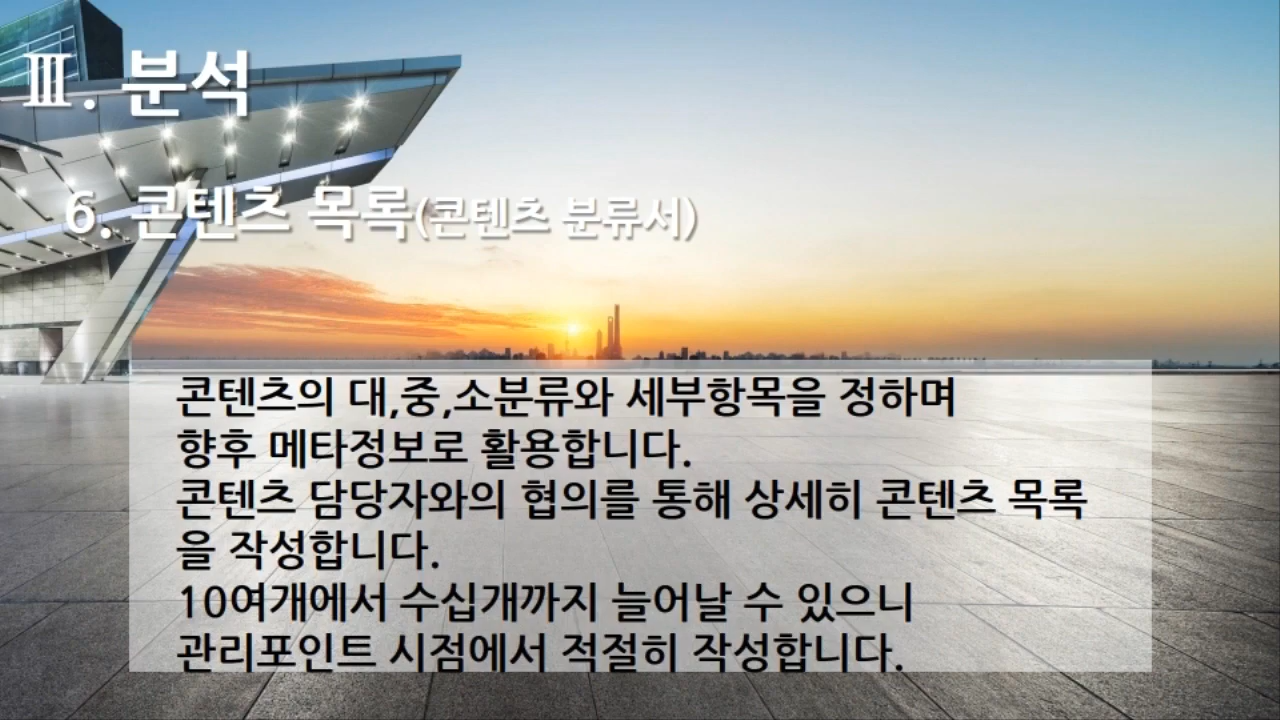 Ⅲ. 분석
6. 콘텐츠 목록(콘텐츠 분류서)
콘텐츠의 대,중,소분류와 세부항목을 정하며
향후 메타정보로 활용합니다.
콘텐츠 담당자와의 협의를 통해 상세히 콘텐츠 목록
을 작성합니다.
10여개에서 수십개까지 늘어날 수 있으니
관리포인트 시점에서 적절히 작성합니다.